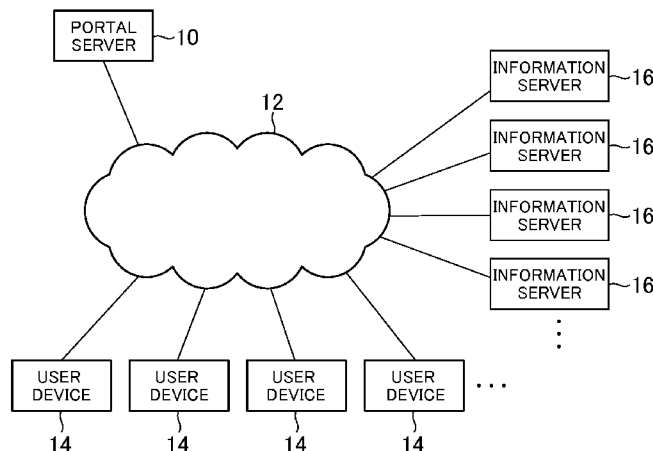 PORTAL
SERVER
10
12
INFORMATION
SERVER
16
INFORMATION
SERVER
16
INFORMATION
SERVER
16
INFORMATION
SERVER
16
USER
DEVICE
14
USER
DEVICE
14
USER
DEVICE
14
USER
DEVICE
14